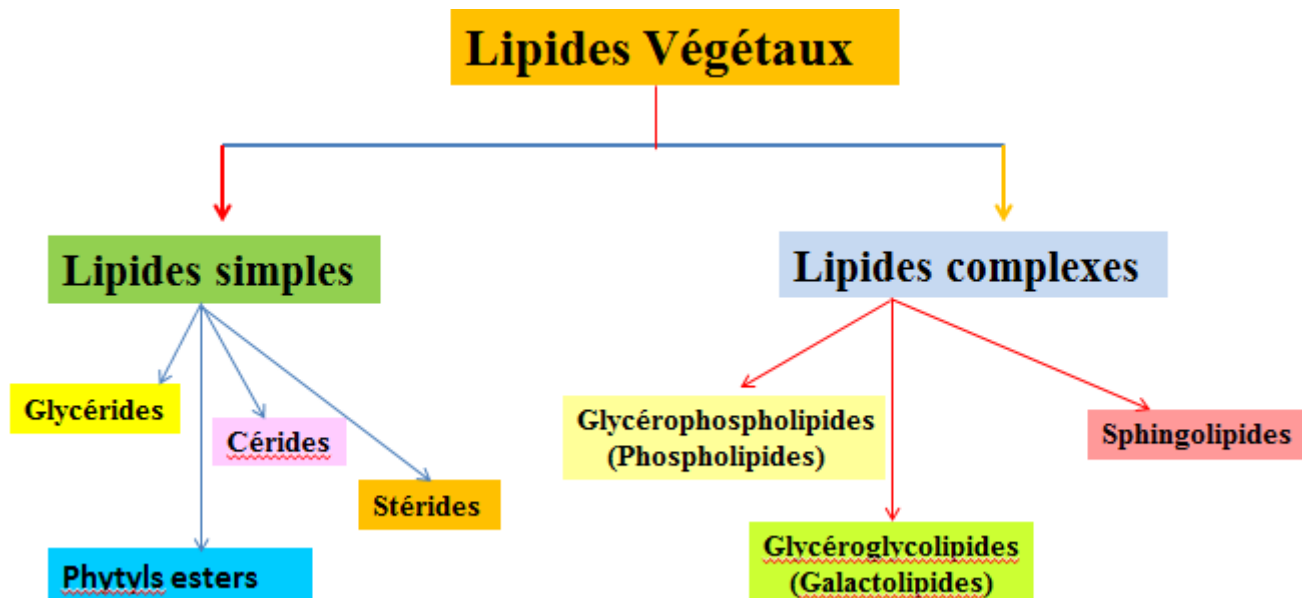 Lipides Végétaux
Lipides simples
Lipides complexes
Glycérides
Cérides
Stérides
Phytyls esters
Glycérophospholipides
(Phospholipides)
Sphingolipides
Glycéroglycolipides
(Galactolipides)